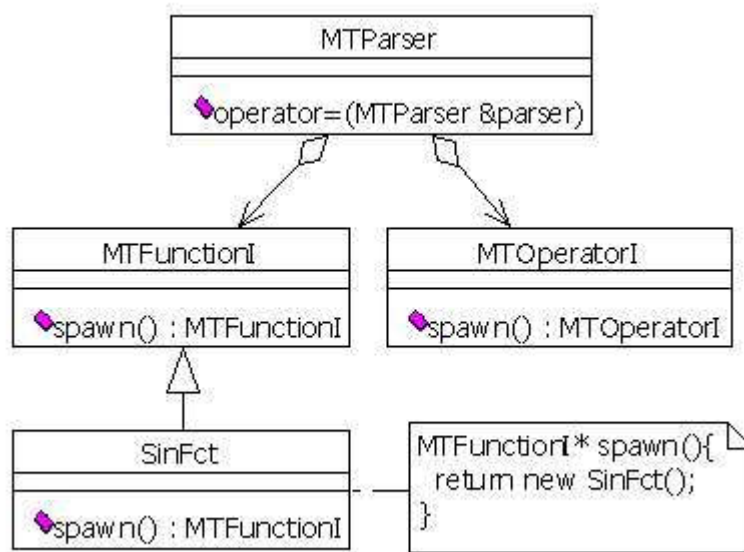 MTParser
operator=(MTParser &parser)
MTFunctionI
spawn() : MTFunctionI
MTOperatorI
spawn() : MTOperatorI
SinFct
spawn() : MTFunctionI
MTFunctionI* spawn(){
return new SinFct();
}